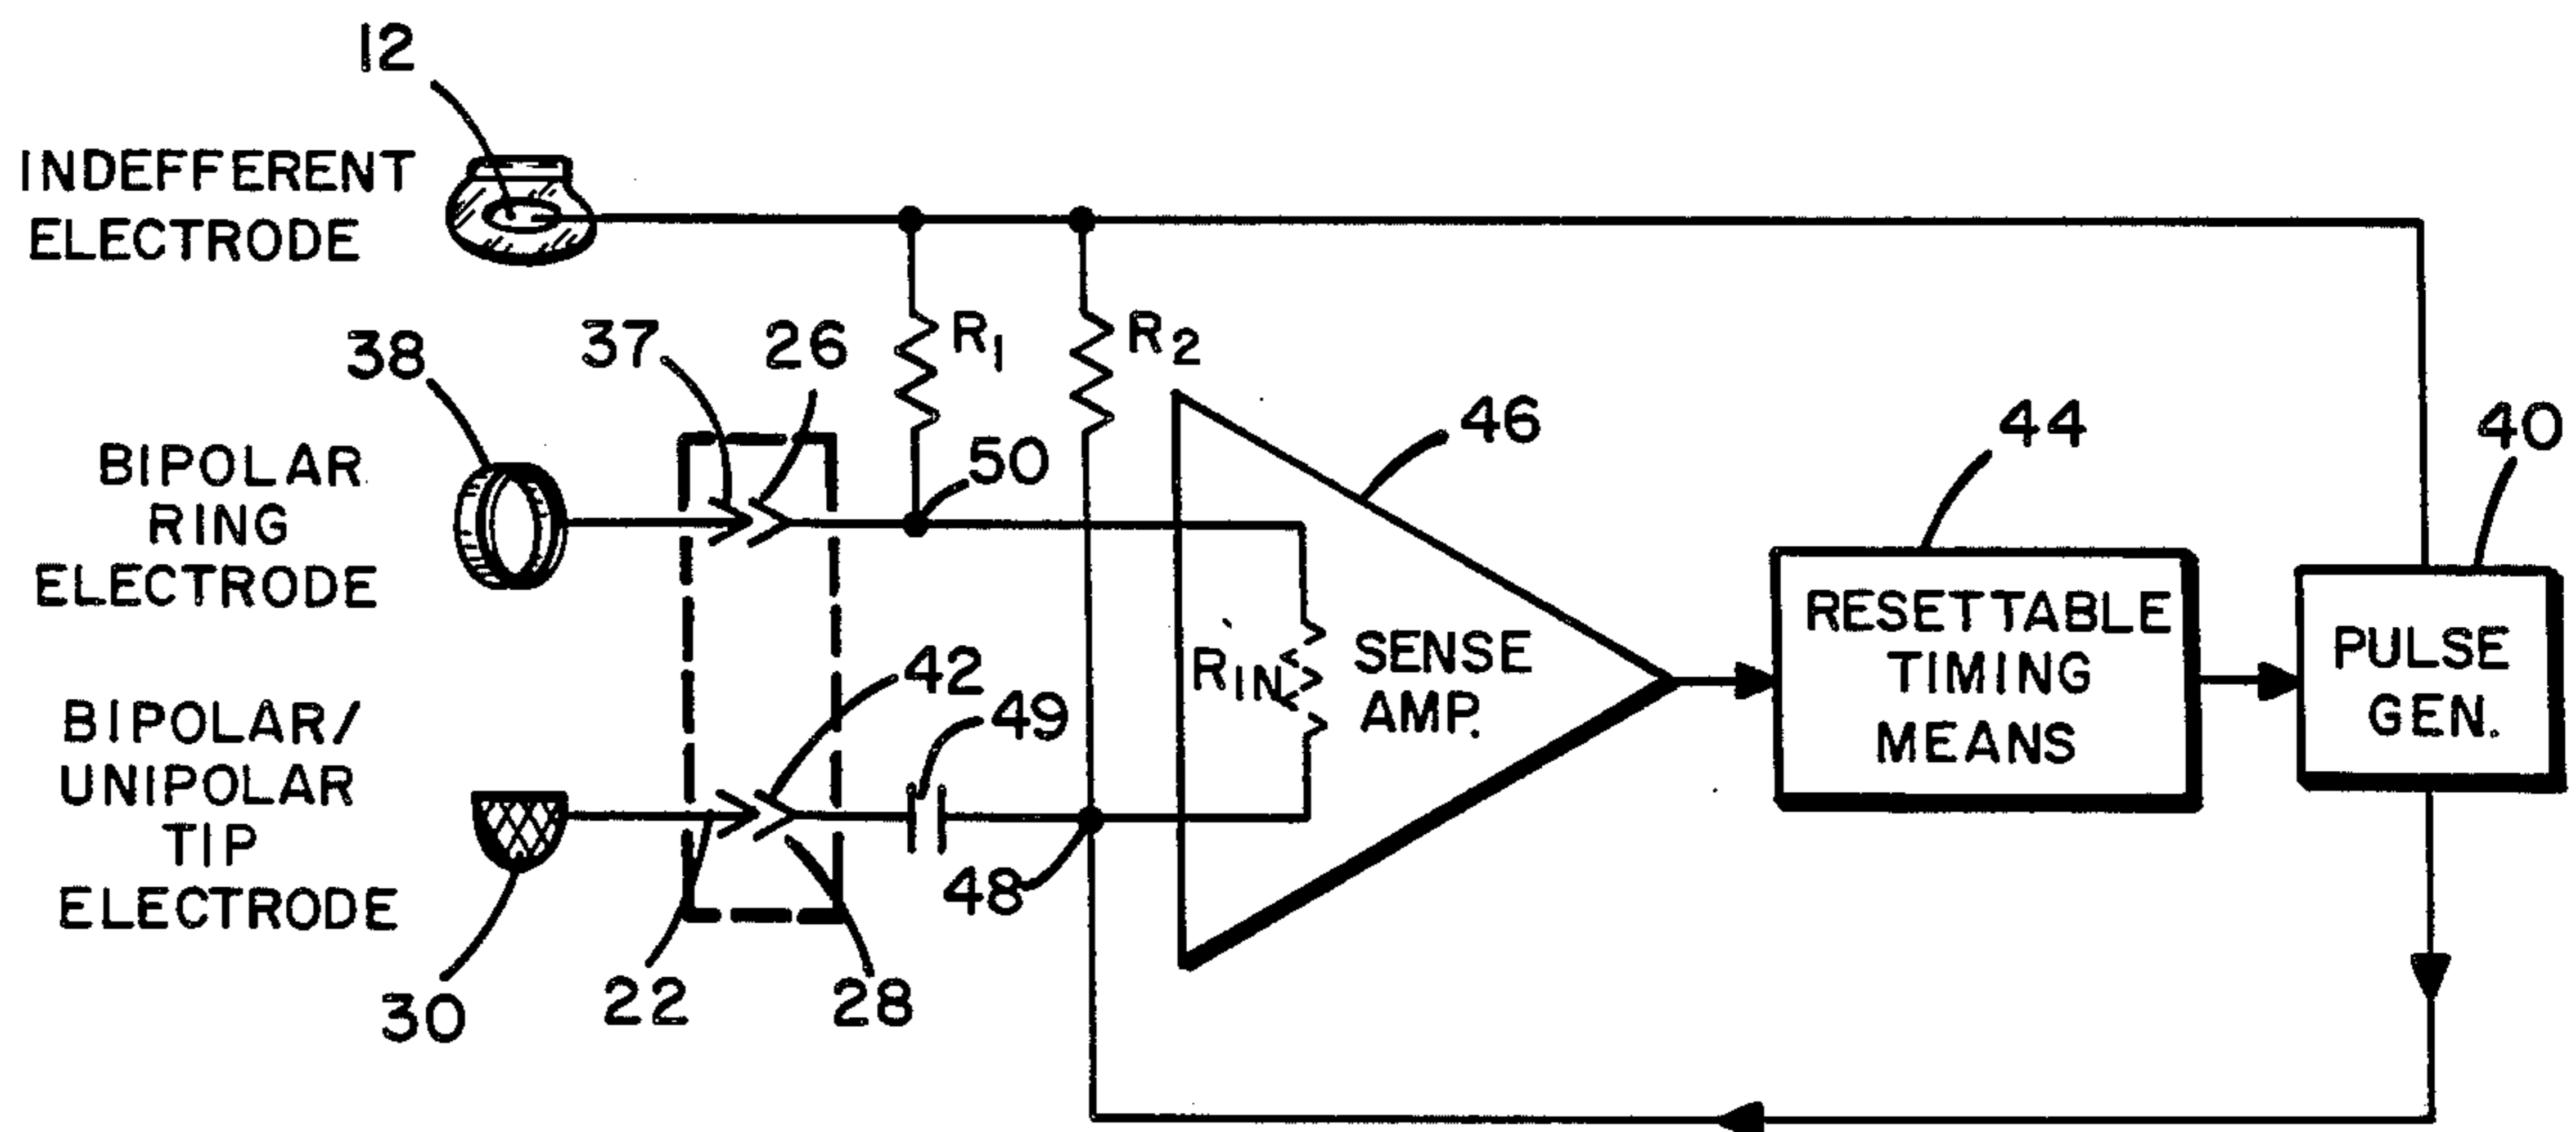 12
INDEFFERENT
ELECTRODE
R1
R2
38
37
26
50
46
44
40
BIPOLAR
RING
ELECTRODE
RESETTABLE
TIMING
MEANS
PULSE
GEN.
RIN
SENSE
AMP.
42
49
BIPOLAR/
UNIPOLAR
TIP
ELECTRODE
48
30
22
28